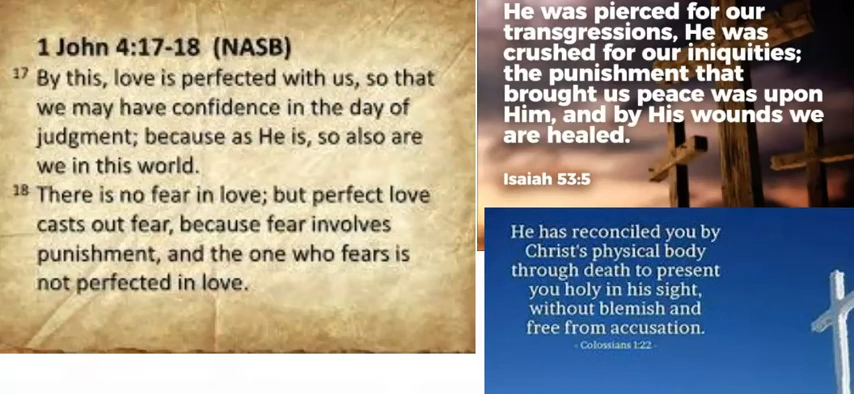 1 John 4:17-18 (NASB)
17 By this, love is perfected with us, so that
we may have confidence in the day of
judgment; because as He is, so also are
we in this world.
18 There is no fear in love; but perfect love
casts out fear, because fear involves
punishment, and the one who fears is
not perfected in love.
He was pierced for our
transgressions, He was
crushed for our iniquities;
the punishment that
brought us peace was upon
Him, and by His wounds we
are healed.
Isaiah 53:5
He has reconciled you by
Christ's physical body
through death to present
you holy in his sight,
without blemish and
free from accusation.
- Colossians 1:22 -